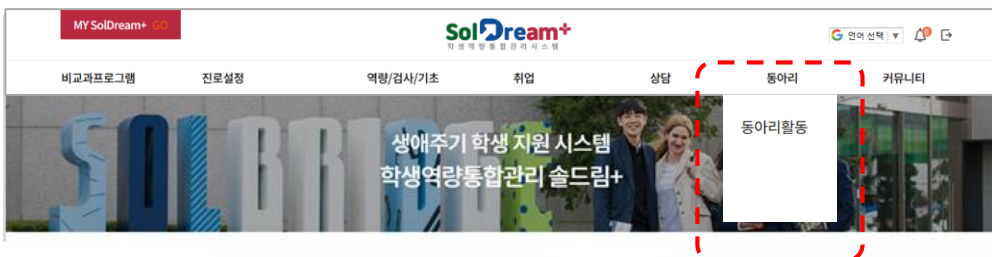 MY SolDream+ GO
SolDream+
학생역량통합관리시스템
언어 선택 ▼
0
비교과프로그램 진로설정 역량/검사/기초 취업 상담 동아리 커뮤니티
동아리활동
생애주기 학생 지원 시스템
학생역량통합관리 솔드림+
SOLBRIDG